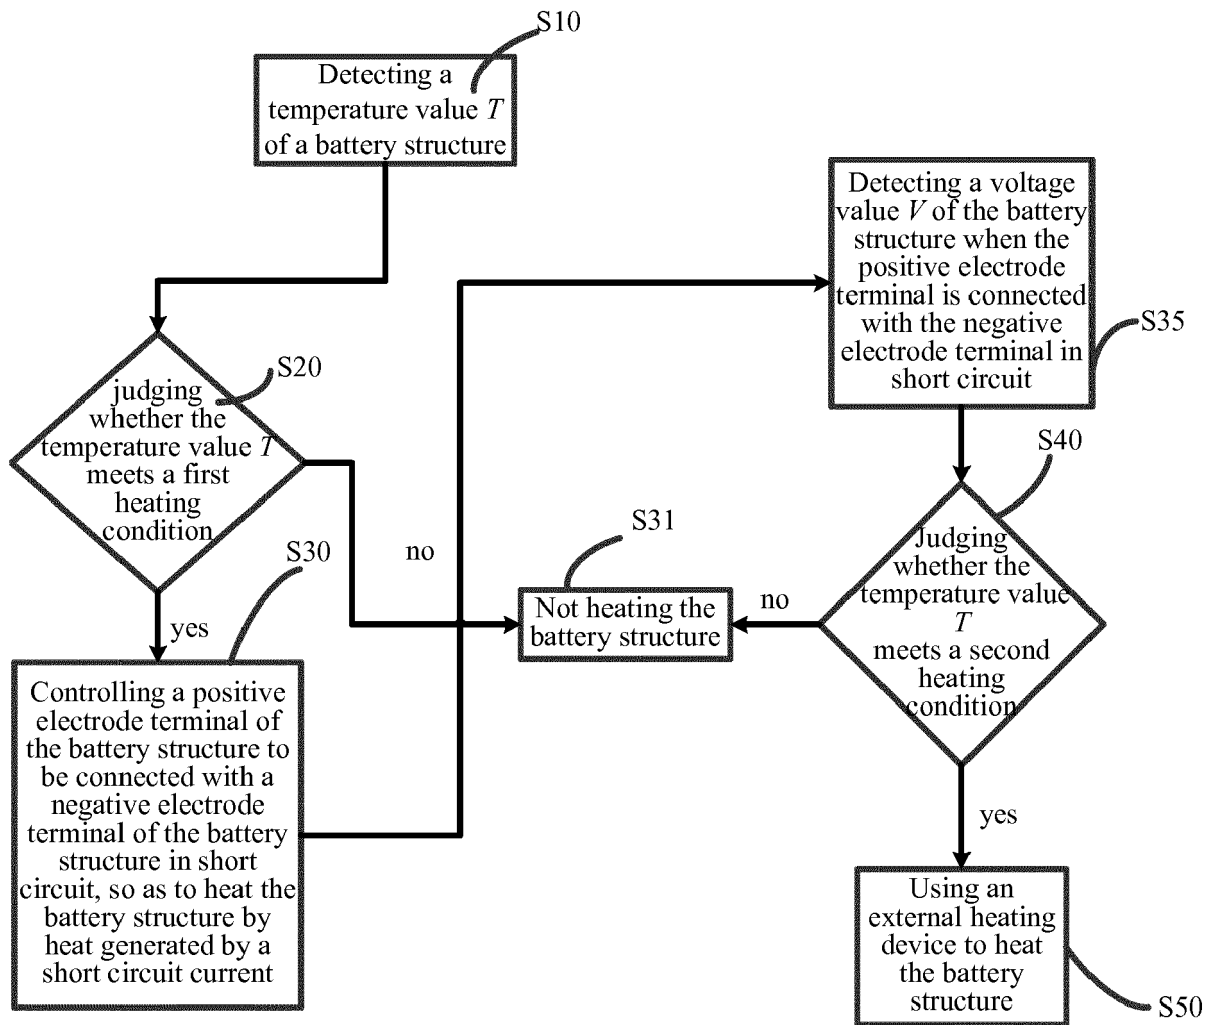 S10
Detecting a
temperature value T
of a battery structure
S20
judging
whether the
temperature value T
meets a first
heating
condition
no
yes
S30
Controlling a positive
electrode terminal of
the battery structure to
be connected with a
negative electrode
terminal of the battery
structure in short
circuit, so as to heat the
battery structure by
heat generated by a
short circuit current
S31
Not heating the
battery structure
Detecting a voltage
value V of the battery
structure when the
positive electrode
terminal is connected
with the negative
electrode terminal in
short circuit
S35
S40
Judging
whether the
temperature value
T
meets a second
heating
condition
no
yes
Using an
external heating
device to heat
the battery
structure
S50